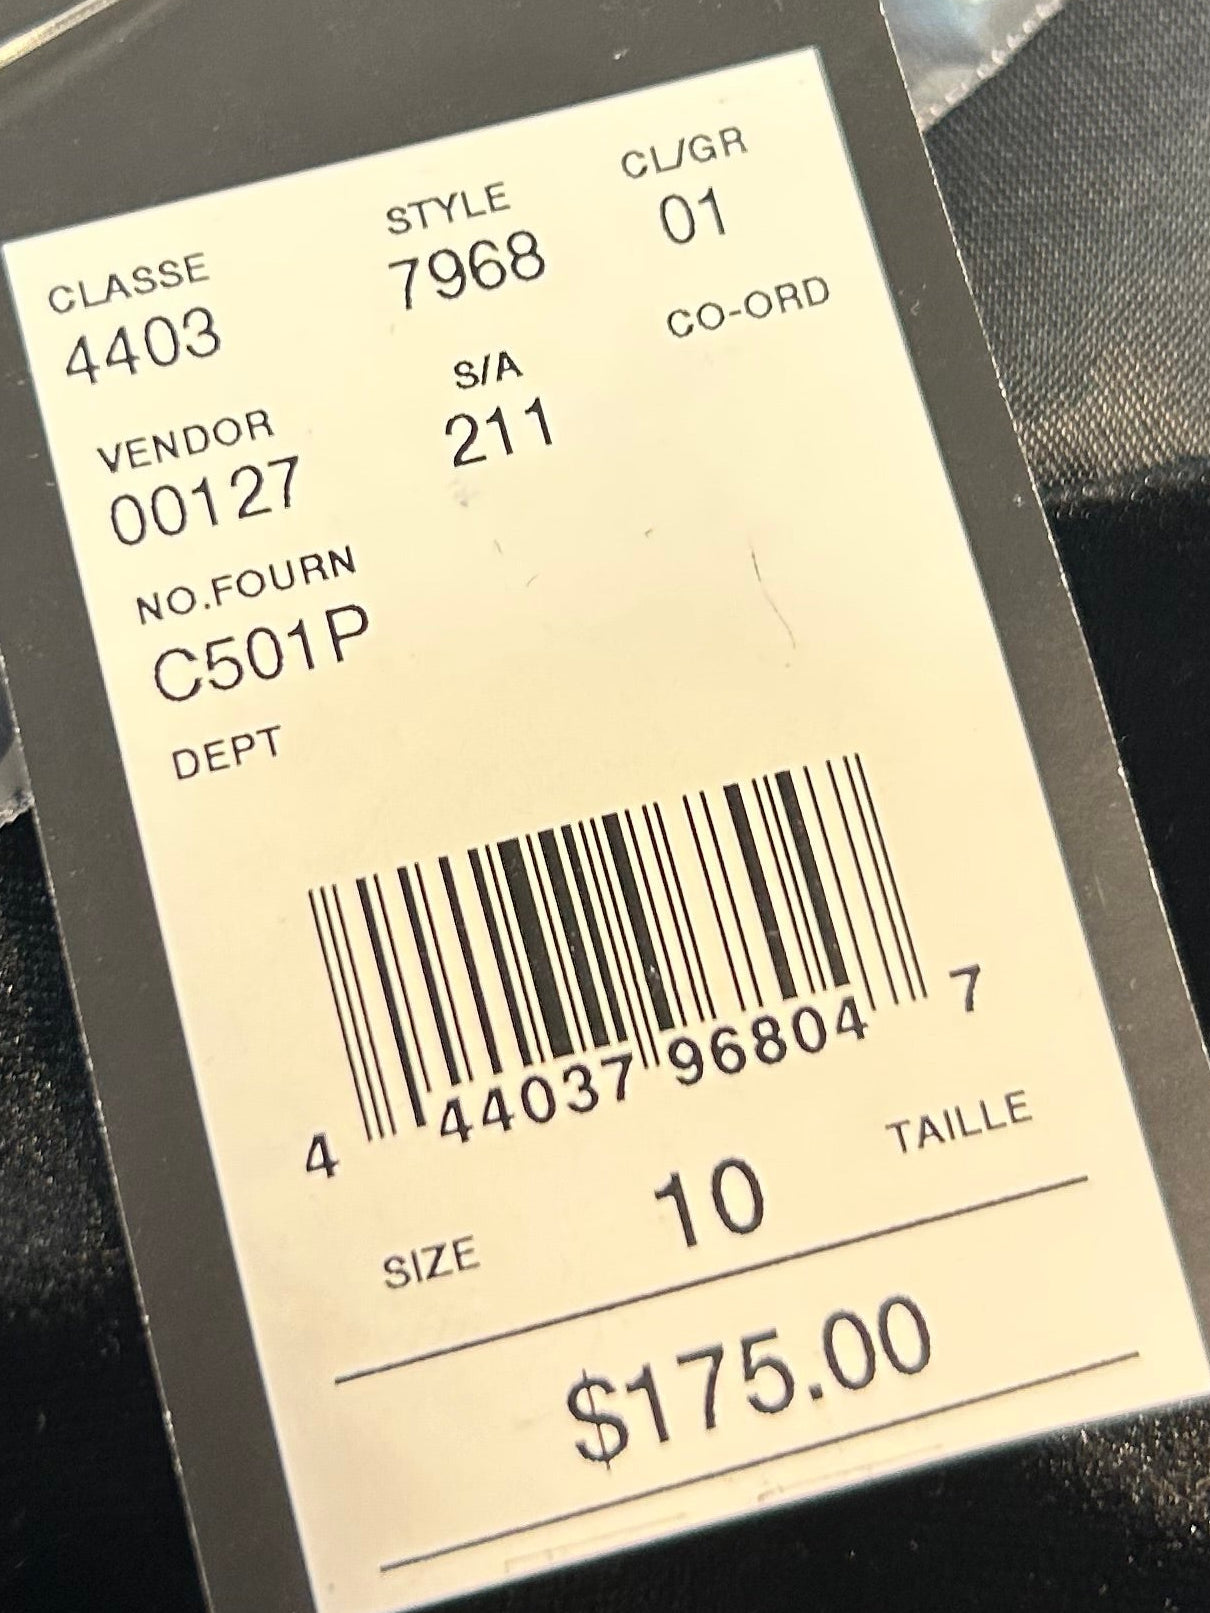 CLASSE STYLE CL/GR
4403 7968 01
VENDOR S/A CO-ORD
00127 211
NO.FOURN
C501P
DEPT
4 44037 96804 7
SIZE 10 TAILLE
$175.00